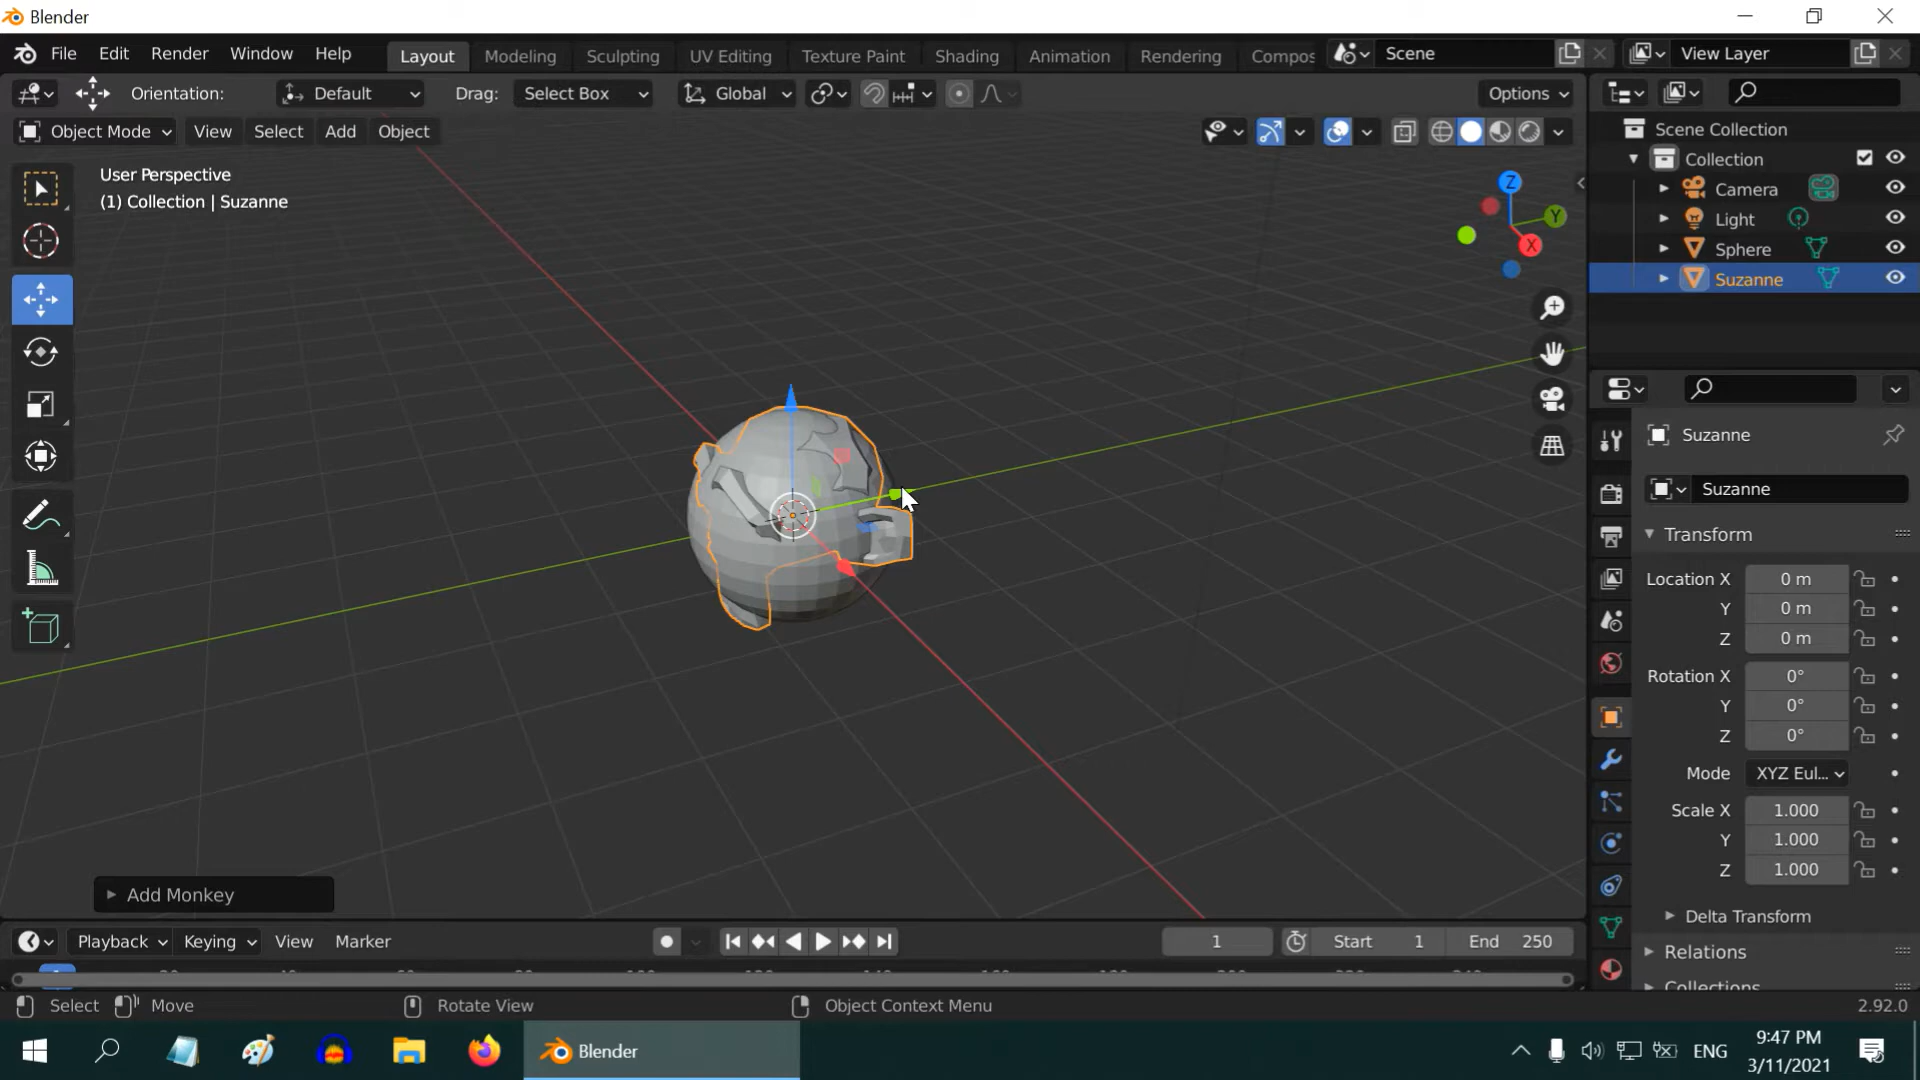 Blender
File Edit Render Window Help Layout Modeling Sculpting UV Editing Texture Paint Shading Animation Rendering Compos Scene View Layer
Orientation: Default Drag: Select Box Global Options
Object Mode View Select Add Object
User Perspective
(1) Collection | Suzanne
Z
Y
X
Scene Collection
Collection
Camera
Light
Sphere
Suzanne
Suzanne
Suzanne
Transform
Location X 0 m
Y 0 m
Z 0 m
Rotation X 0°
Y 0°
Z 0°
Mode XYZ Eul...
Scale X 1.000
Y 1.000
Z 1.000
Delta Transform
Relations
Collections
Add Monkey
Playback Keying View Marker 1 Start 1 End 250
Select Move Rotate View Object Context Menu 2.92.0
Blender ENG 9:47 PM
3/11/2021